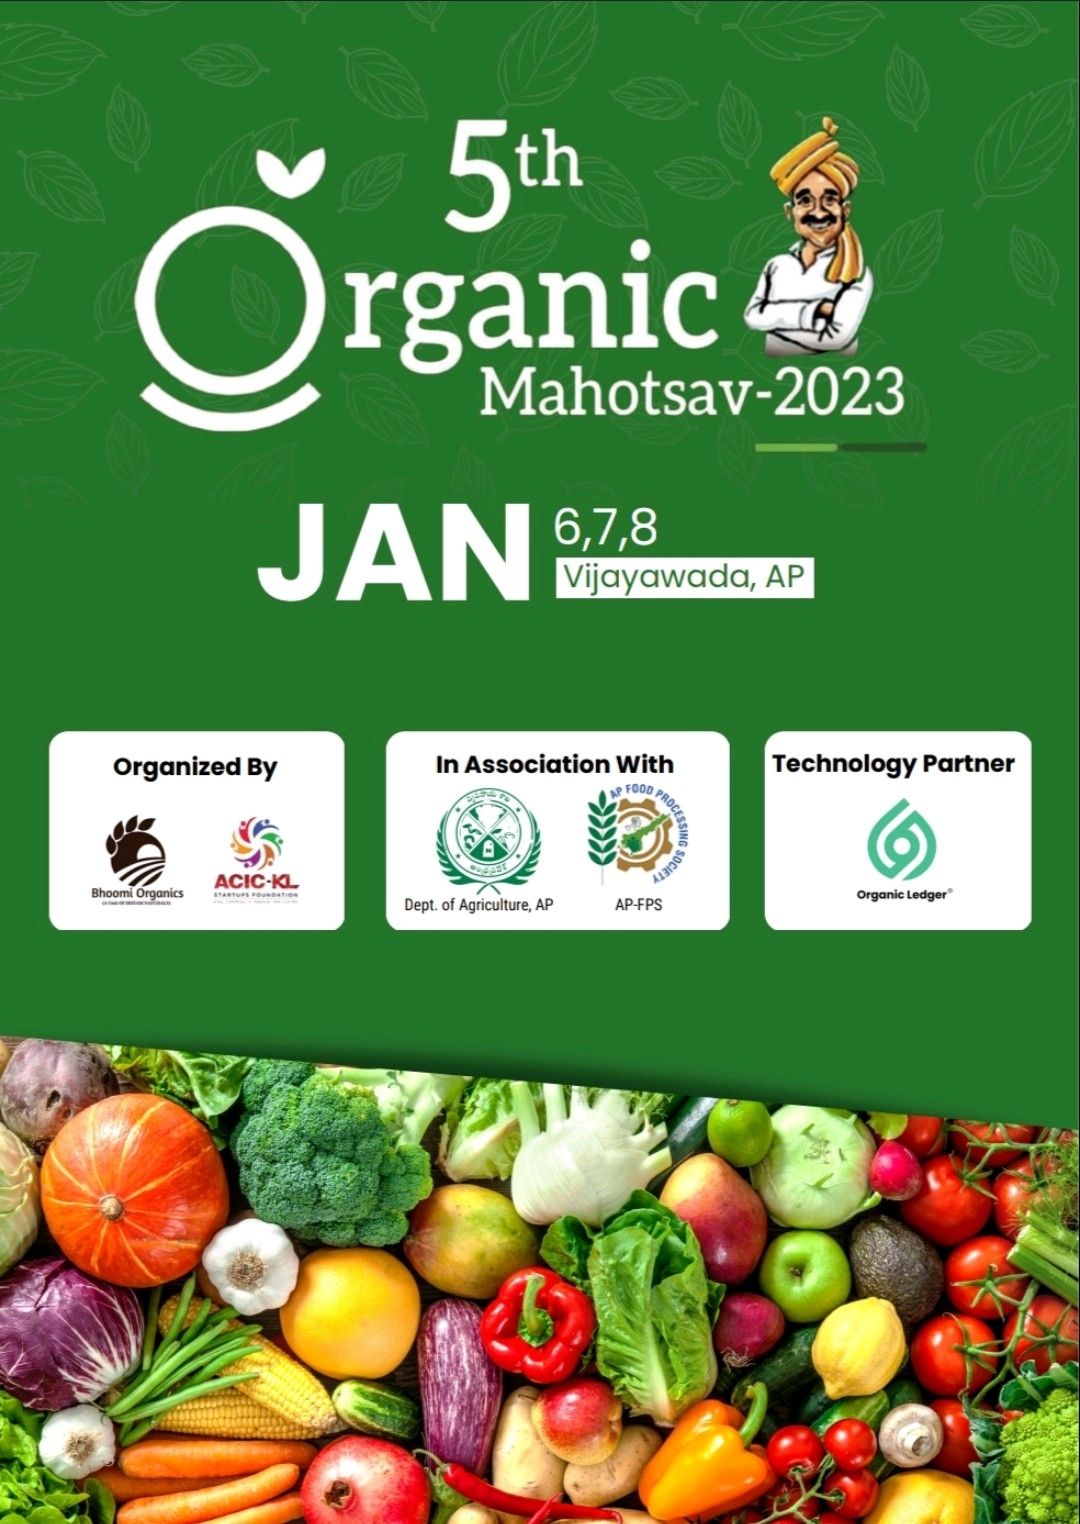 5th
Organic
Mahotsav-2023
JAN 6,7,8
Vijayawada, AP
Organized By
Bhoomi Organics
ACIC-KL
STARTUPS FOUNDATION
In Association With
Dept. of Agriculture, AP
AP FOOD PROCESSING SOCIETY
AP-FPS
Technology Partner
Organic Ledger®